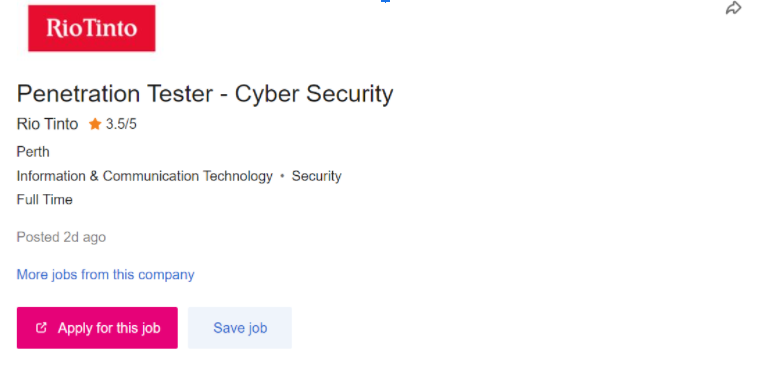 RioTinto
Penetration Tester - Cyber Security
Rio Tinto 3.5/5
Perth
Information & Communication Technology • Security
Full Time
Posted 2d ago
More jobs from this company
Apply for this job Save job